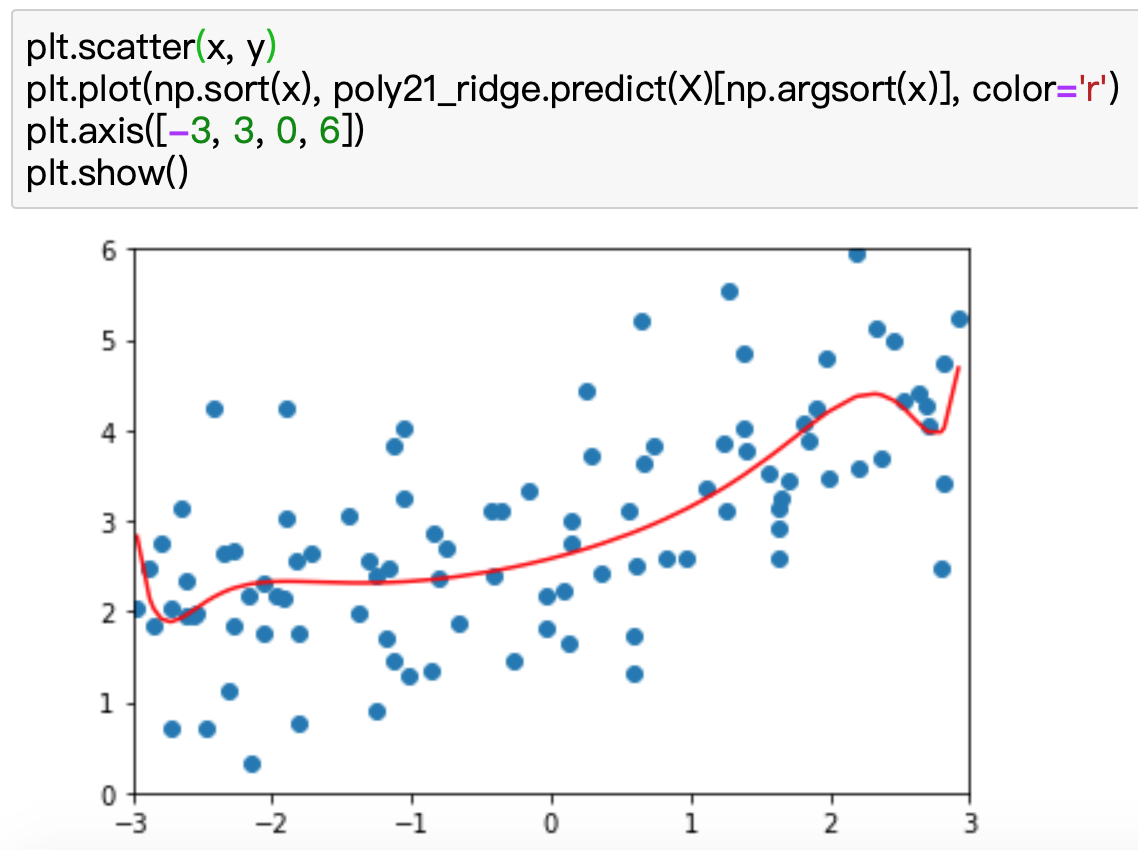 plt.scatter(x, y)
plt.plot(np.sort(x), poly21_ridge.predict(X)[np.argsort(x)], color='r')
plt.axis([-3, 3, 0, 6])
plt.show()
6
5
4
3
2
1
0
−3 −2 −1 0 1 2 3